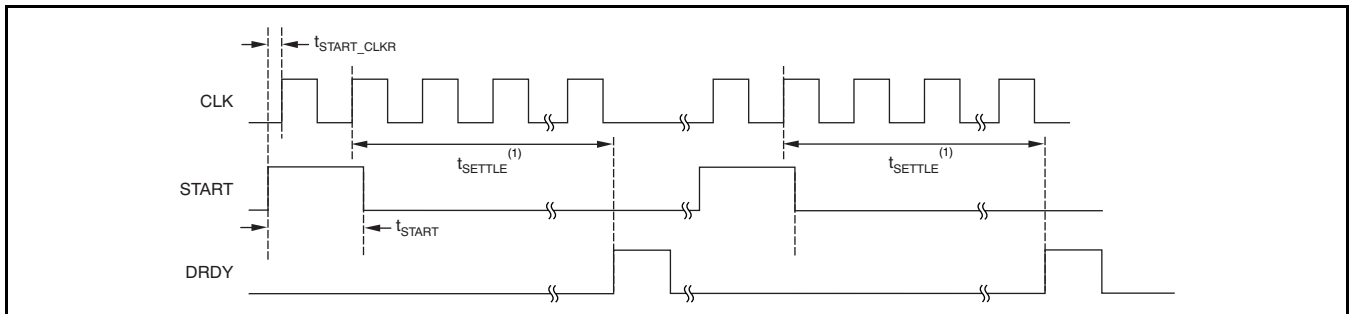 tSTART_CLKR
CLK
tSETTLE(1)
tSETTLE(1)
START
tSTART
DRDY